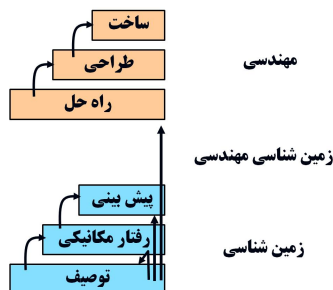 ساخت
طراحی
مهندسی
راه حل
زمین شناسی مهندسی
پیش بینی
رفتار مکانیکی
زمین شناسی
توصیف